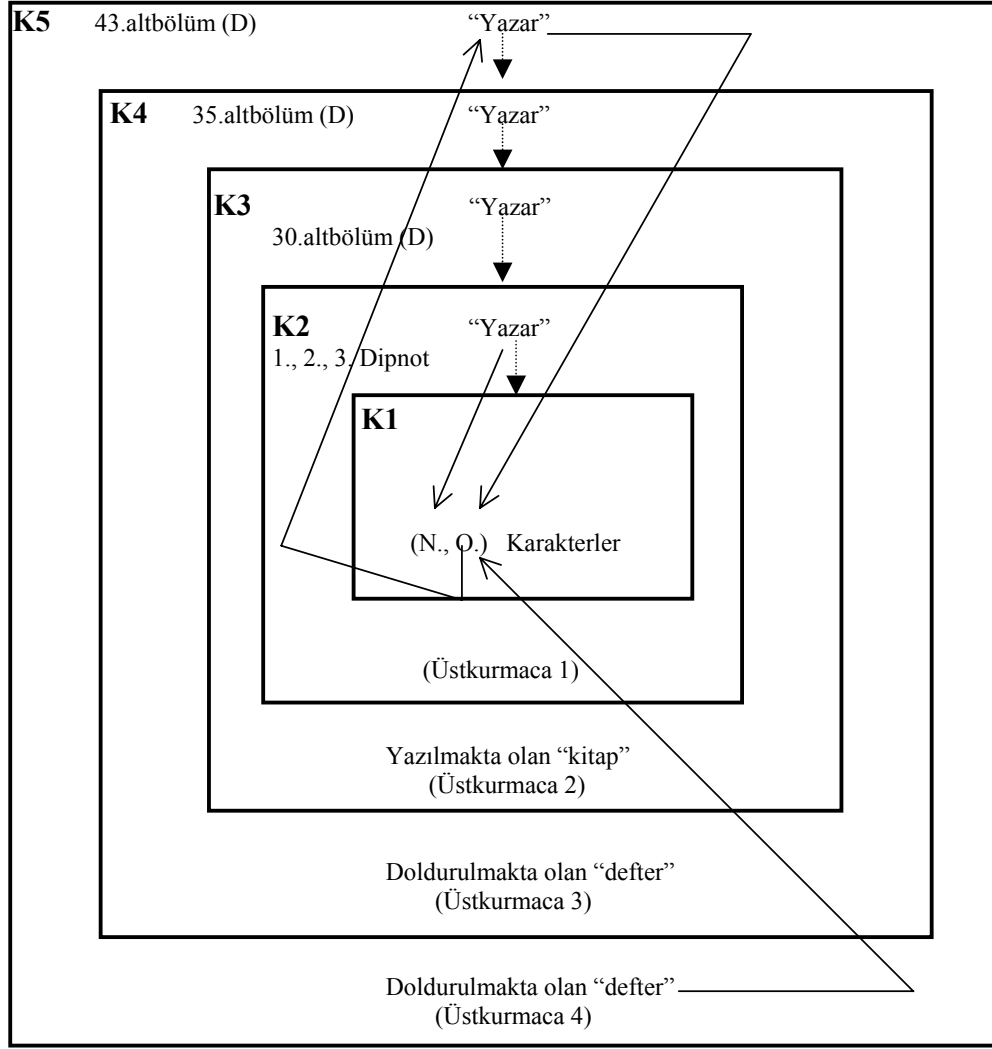 K5 43.altbölüm (D) “Yazar”
K4 35.altbölüm (D) “Yazar”
K3 “Yazar”
30.altbölüm (D)
K2 “Yazar”
1., 2., 3. Dipnot
K1
(N., O.) Karakterler
(Üstkurmaca 1)
Yazılmakta olan “kitap”
(Üstkurmaca 2)
Doldurulmakta olan “defter”
(Üstkurmaca 3)
Doldurulmakta olan “defter”
(Üstkurmaca 4)